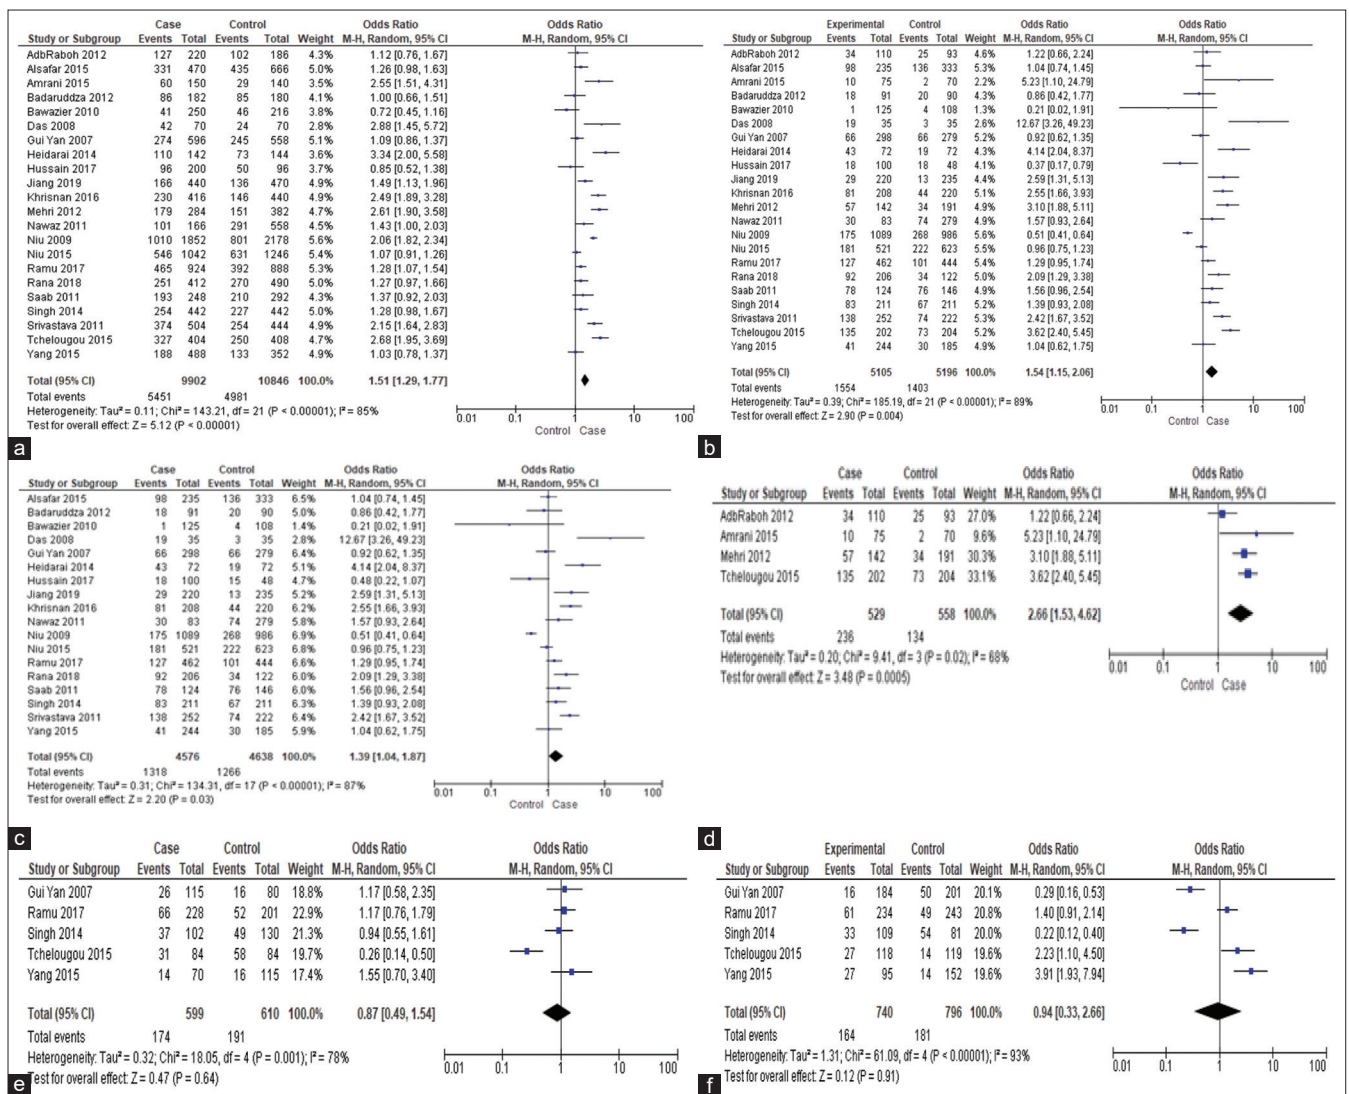 Case Control Odds Ratio Odds Ratio
Study or Subgroup Events Total Events Total Weight M-H, Random, 95% CI M-H, Random, 95% CI
AdbRaboh 2012 127 220 102 186 4.3% 1.12 [0.76, 1.67]
Alsafar 2015 331 470 435 666 5.0% 1.26 [0.98, 1.63]
Amrani 2015 60 150 29 140 3.8% 2.55 [1.51, 4.31]
Badaruddza 2012 86 182 85 180 4.2% 1.00 [0.66, 1.51]
Bawazier 2010 41 250 46 216 4.0% 0.72 [0.45, 1.16]
Das 2008 42 70 24 70 2.8% 2.88 [1.45, 5.72]
Gui Yan 2007 274 596 245 558 5.1% 1.09 [0.86, 1.37]
Heidarai 2014 110 142 73 144 3.6% 3.34 [2.00, 5.58]
Hussain 2017 96 200 50 96 3.8% 0.85 [0.52, 1.38]
Jiang 2019 166 440 136 470 4.9% 1.49 [1.13, 1.96]
Khrisnan 2016 230 416 146 440 4.9% 2.49 [1.89, 3.28]
Mehri 2012 179 284 151 382 4.7% 2.61 [1.90, 3.58]
Nawaz 2011 101 166 291 558 4.5% 1.43 [1.00, 2.03]
Niu 2009 1010 1852 801 2178 5.6% 2.06 [1.82, 2.34]
Niu 2015 546 1042 631 1246 5.4% 1.07 [0.91, 1.26]
Ramu 2017 465 924 392 888 5.3% 1.28 [1.07, 1.54]
Rana 2018 251 412 270 490 4.9% 1.27 [0.97, 1.66]
Saab 2011 193 248 210 292 4.3% 1.37 [0.92, 2.03]
Singh 2014 254 442 227 442 4.9% 1.28 [0.98, 1.67]
Srivastava 2011 374 504 254 444 4.9% 2.15 [1.64, 2.83]
Tchelougou 2015 327 404 250 408 4.6% 2.68 [1.95, 3.69]
Yang 2015 188 488 133 352 4.9% 1.03 [0.78, 1.37]
Total (95% CI) 9902 10846 100.0% 1.51 [1.29, 1.77]
Total events 5451 4981
Heterogeneity: Tau² = 0.11; Chi² = 143.21, df = 21 (P < 0.00001); I² = 85%
Test for overall effect: Z = 5.12 (P < 0.00001)
0.01 0.1 1 10 100
Control Case
a
Experimental Control Odds Ratio Odds Ratio
Study or Subgroup Events Total Events Total Weight M-H, Random, 95% CI M-H, Random, 95% CI
AdbRaboh 2012 34 110 25 93 4.6% 1.22 [0.66, 2.24]
Alsafar 2015 98 235 136 333 5.2% 1.04 [0.74, 1.45]
Amrani 2015 10 75 2 70 2.2% 5.23 [1.10, 24.79]
Badaruddza 2012 18 91 20 90 4.2% 0.86 [0.42, 1.77]
Bawazier 2010 1 125 4 108 1.4% 0.21 [0.02, 1.91]
Das 2008 19 35 3 35 2.6% 12.67 [3.26, 49.23]
Gui Yan 2007 66 298 66 279 5.1% 0.92 [0.62, 1.35]
Heidarai 2014 43 72 19 72 4.3% 4.14 [2.04, 8.37]
Hussain 2017 18 100 18 48 4.1% 0.37 [0.17, 0.79]
Jiang 2019 29 220 13 235 4.4% 2.59 [1.31, 5.13]
Khrisnan 2016 81 208 44 220 5.0% 2.55 [1.66, 3.93]
Mehri 2012 57 142 34 191 4.8% 3.10 [1.88, 5.11]
Nawaz 2011 30 83 74 279 4.8% 1.57 [0.93, 2.64]
Niu 2009 175 1089 268 986 5.4% 0.51 [0.41, 0.64]
Niu 2015 181 521 222 623 5.4% 0.96 [0.75, 1.23]
Ramu 2017 127 462 101 444 5.3% 1.29 [0.95, 1.74]
Rana 2018 92 206 34 122 4.9% 2.09 [1.29, 3.38]
Saab 2011 78 124 76 146 4.9% 1.56 [0.96, 2.54]
Singh 2014 83 211 67 211 5.1% 1.39 [0.93, 2.08]
Srivastava 2011 138 252 74 222 5.1% 2.42 [1.67, 3.52]
Tchelougou 2015 135 202 73 204 5.0% 3.62 [2.40, 5.45]
Yang 2015 41 244 30 185 4.9% 1.04 [0.62, 1.75]
Total (95% CI) 5105 5196 100.0% 1.54 [1.15, 2.06]
Total events 1554 1403
Heterogeneity: Tau² = 0.39; Chi² = 185.19, df = 21 (P < 0.00001); I² = 89%
Test for overall effect: Z = 2.90 (P = 0.004)
0.01 0.1 1 10 100
Control Case
b
Case Control Odds Ratio Odds Ratio
Study or Subgroup Events Total Events Total Weight M-H, Random, 95% CI M-H, Random, 95% CI
Alsafar 2015 98 235 136 333 6.5% 1.04 [0.74, 1.45]
Badaruddza 2012 18 91 20 90 5.0% 0.86 [0.42, 1.77]
Bawazier 2010 1 125 4 108 1.4% 0.21 [0.02, 1.91]
Das 2008 19 35 3 35 2.8% 12.67 [3.26, 49.23]
Gui Yan 2007 66 298 66 279 6.3% 0.92 [0.62, 1.35]
Heidarai 2014 43 72 19 72 5.1% 4.14 [2.04, 8.37]
Hussain 2017 18 100 15 48 4.7% 0.48 [0.22, 1.07]
Jiang 2019 29 220 13 235 5.2% 2.59 [1.31, 5.13]
Khrisnan 2016 81 208 44 220 6.2% 2.55 [1.66, 3.93]
Nawaz 2011 30 83 74 279 5.8% 1.57 [0.93, 2.64]
Niu 2009 175 1089 268 986 6.9% 0.51 [0.41, 0.64]
Niu 2015 181 521 222 623 6.8% 0.96 [0.75, 1.23]
Ramu 2017 127 462 101 444 6.6% 1.29 [0.95, 1.74]
Rana 2018 92 206 34 122 6.0% 2.09 [1.29, 3.38]
Saab 2011 78 124 76 146 5.9% 1.56 [0.96, 2.54]
Singh 2014 83 211 67 211 6.3% 1.39 [0.93, 2.08]
Srivastava 2011 138 252 74 222 6.4% 2.42 [1.67, 3.52]
Yang 2015 41 244 30 185 5.9% 1.04 [0.62, 1.75]
Total (95% CI) 4576 4638 100.0% 1.39 [1.04, 1.87]
Total events 1318 1266
Heterogeneity: Tau² = 0.31; Chi² = 134.31, df = 17 (P < 0.00001); I² = 87%
Test for overall effect: Z = 2.20 (P = 0.03)
0.01 0.1 1 10 100
Control Case
c
Case Control Odds Ratio Odds Ratio
Study or Subgroup Events Total Events Total Weight M-H, Random, 95% CI M-H, Random, 95% CI
AdbRaboh 2012 34 110 25 93 27.0% 1.22 [0.66, 2.24]
Amrani 2015 10 75 2 70 9.6% 5.23 [1.10, 24.79]
Mehri 2012 57 142 34 191 30.3% 3.10 [1.88, 5.11]
Tchelougou 2015 135 202 73 204 33.1% 3.62 [2.40, 5.45]
Total (95% CI) 529 558 100.0% 2.66 [1.53, 4.62]
Total events 236 134
Heterogeneity: Tau² = 0.20; Chi² = 9.41, df = 3 (P = 0.02); I² = 68%
Test for overall effect: Z = 3.48 (P = 0.0005)
0.01 0.1 1 10 100
Control Case
d
Case Control Odds Ratio Odds Ratio
Study or Subgroup Events Total Events Total Weight M-H, Random, 95% CI M-H, Random, 95% CI
Gui Yan 2007 26 115 16 80 18.8% 1.17 [0.58, 2.35]
Ramu 2017 66 228 52 201 22.9% 1.17 [0.76, 1.79]
Singh 2014 37 102 49 130 21.3% 0.94 [0.55, 1.61]
Tchelougou 2015 31 84 58 84 19.7% 0.26 [0.14, 0.50]
Yang 2015 14 70 16 115 17.4% 1.55 [0.70, 3.40]
Total (95% CI) 599 610 100.0% 0.87 [0.49, 1.54]
Total events 174 191
Heterogeneity: Tau² = 0.32; Chi² = 18.05, df = 4 (P = 0.001); I² = 78%
Test for overall effect: Z = 0.47 (P = 0.64)
0.01 0.1 1 10 100
e
Experimental Control Odds Ratio Odds Ratio
Study or Subgroup Events Total Events Total Weight M-H, Random, 95% CI M-H, Random, 95% CI
Gui Yan 2007 16 184 50 201 20.1% 0.29 [0.16, 0.53]
Ramu 2017 61 234 49 243 20.8% 1.40 [0.91, 2.14]
Singh 2014 33 109 54 81 19.9% 0.22 [0.12, 0.40]
Tchelougou 2015 27 118 14 119 19.5% 2.23 [1.10, 4.50]
Yang 2015 27 95 14 152 19.6% 3.91 [1.93, 7.94]
Total (95% CI) 740 796 100.0% 0.94 [0.33, 2.66]
Total events 164 181
Heterogeneity: Tau² = 1.31; Chi² = 61.09, df = 4 (P < 0.00001); I² = 93%
Test for overall effect: Z = 0.12 (P = 0.91)
0.01 0.1 1 10 100
f